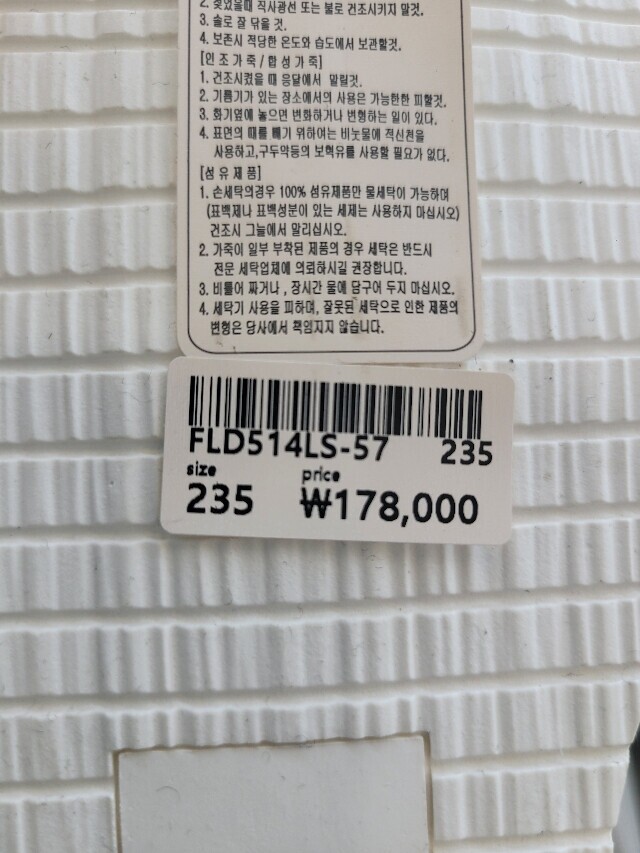 2. 젖었을때 직사광선 또는 불로 건조시키지 말것.
3. 솔로 잘 닦을 것.
4. 보존시 적당한 온도와 습도에서 보관할것.
[인 조 가 죽 / 합 성 가 죽]
1. 건조시켰을 때 응달에서 말릴것.
2. 기름기가 있는 장소에서의 사용은 가능한한 피할것.
3. 화기옆에 놓으면 변화하거나 변형하는 일이 있다.
4. 표면의 때를 빼기 위하여는 비눗물에 적신천을
사용하고,구두약등의 보혁유를 사용할 필요가 없다.
[섬 유 제 품]
1. 손세탁의경우 100% 섬유제품만 물세탁이 가능하며
(표백제나 표백성분이 있는 세제는 사용하지 마십시오)
건조시 그늘에서 말리십시오.
2. 가죽이 일부 부착된 제품의 경우 세탁은 반드시
전문 세탁업체에 의뢰하시길 권장합니다.
3. 비틀어 짜거나 , 장시간 물에 담구어 두지 마십시오.
4. 세탁기 사용을 피하며, 잘못된 세탁으로 인한 제품의
변형은 당사에서 책임지지 않습니다.
FLD514LS-57 235
size price
235 ₩178,000